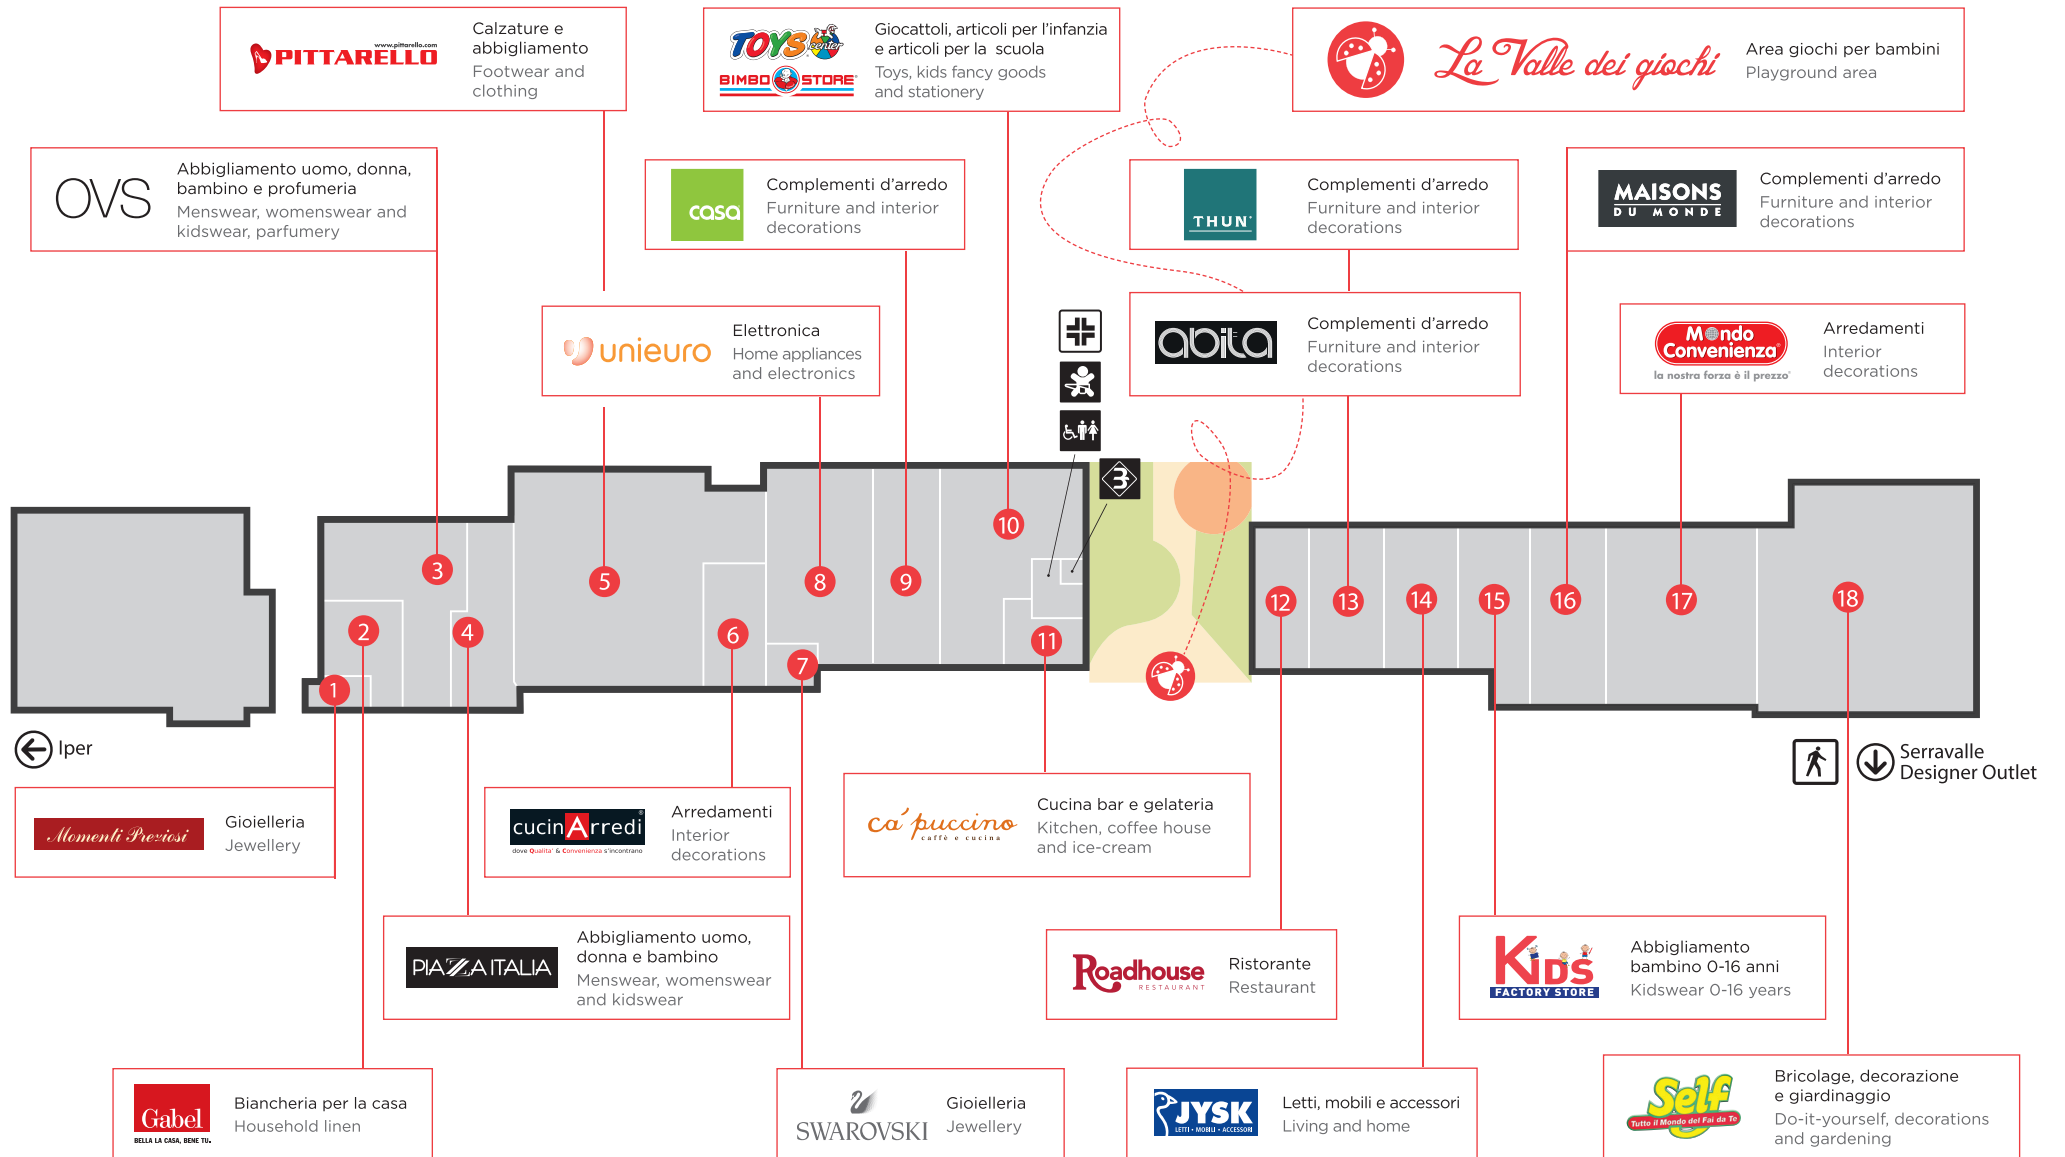 www.pittarello.com
PITTARELLO
Calzature e
abbigliamento
Footwear and
clothing
TOYS
center
BIMBO STORE
Giocattoli, articoli per l'infanzia
e articoli per la scuola
Toys, kids fancy goods
and stationery
La Valle dei giochi
Area giochi per bambini
Playground area
OVS
Abbigliamento uomo, donna,
bambino e profumeria
Menswear, womenswear and
kidswear, parfumery
casa
Complementi d'arredo
Furniture and interior
decorations
THUN
Complementi d'arredo
Furniture and interior
decorations
MAISONS
DU MONDE
Complementi d'arredo
Furniture and interior
decorations
unieuro
Elettronica
Home appliances
and electronics
abita
Complementi d'arredo
Furniture and interior
decorations
Mondo
Convenienza
la nostra forza è il prezzo
Arredamenti
Interior
decorations
3
1
2
3
4
5
6
7
8
9
10
11
12
13
14
15
16
17
18
Iper
Serravalle
Designer Outlet
Momenti Preziosi
Gioielleria
Jewellery
cucinArredi
dove Qualita' & Convenienza s'incontrano
Arredamenti
Interior
decorations
ca'puccino
caffè e cucina
Cucina bar e gelateria
Kitchen, coffee house
and ice-cream
PIAZZA ITALIA
Abbigliamento uomo,
donna e bambino
Menswear, womenswear
and kidswear
Roadhouse
RESTAURANT
Ristorante
Restaurant
KIDS
FACTORY STORE
Abbigliamento
bambino 0-16 anni
Kidswear 0-16 years
Gabel
BELLA LA CASA, BENE TU.
Biancheria per la casa
Household linen
SWAROVSKI
Gioielleria
Jewellery
JYSK
LETTI • MOBILI • ACCESSORI
Letti, mobili e accessori
Living and home
Self
Tutto il Mondo del Fai da Te
Bricolage, decorazione
e giardinaggio
Do-it-yourself, decorations
and gardening